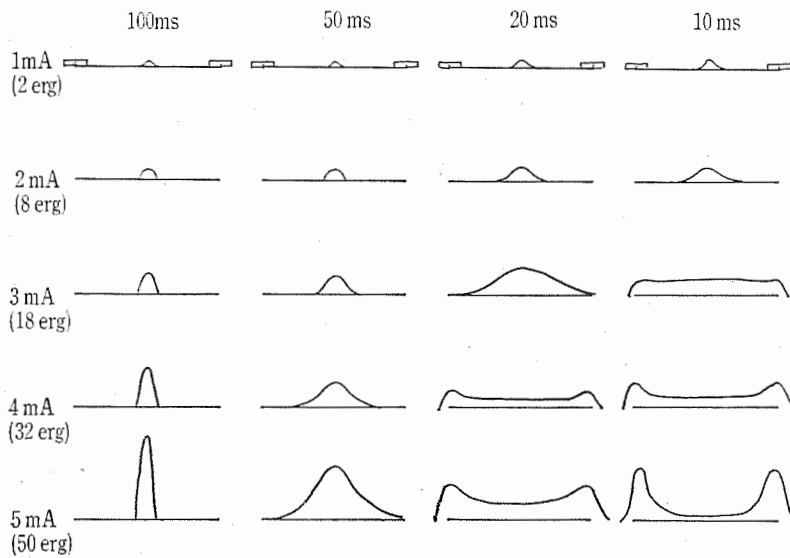 100ms 50 ms 20 ms 10 ms
1mA
(2 erg)
2 mA
(8 erg)
3 mA
(18 erg)
4 mA
(32 erg)
5 mA
(50 erg)